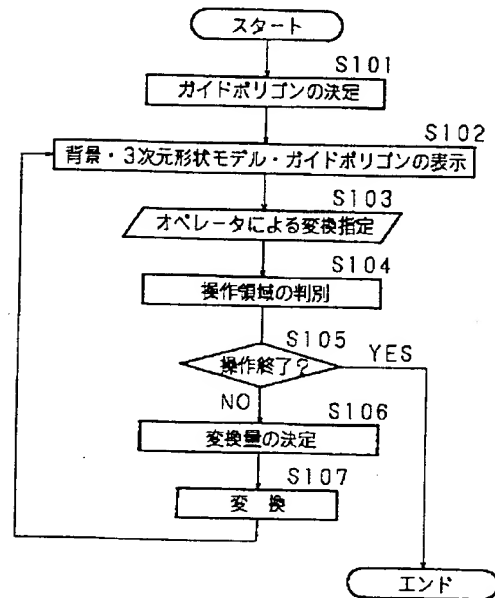 スタート
S101
ガイドポリゴンの決定
S102
背景・3次元形状モデル・ガイドポリゴンの表示
S103
オペレータによる変換指定
S104
操作領域の判別
S105
操作終了?
YES
NO
S106
変換量の決定
S107
変 換
エンド